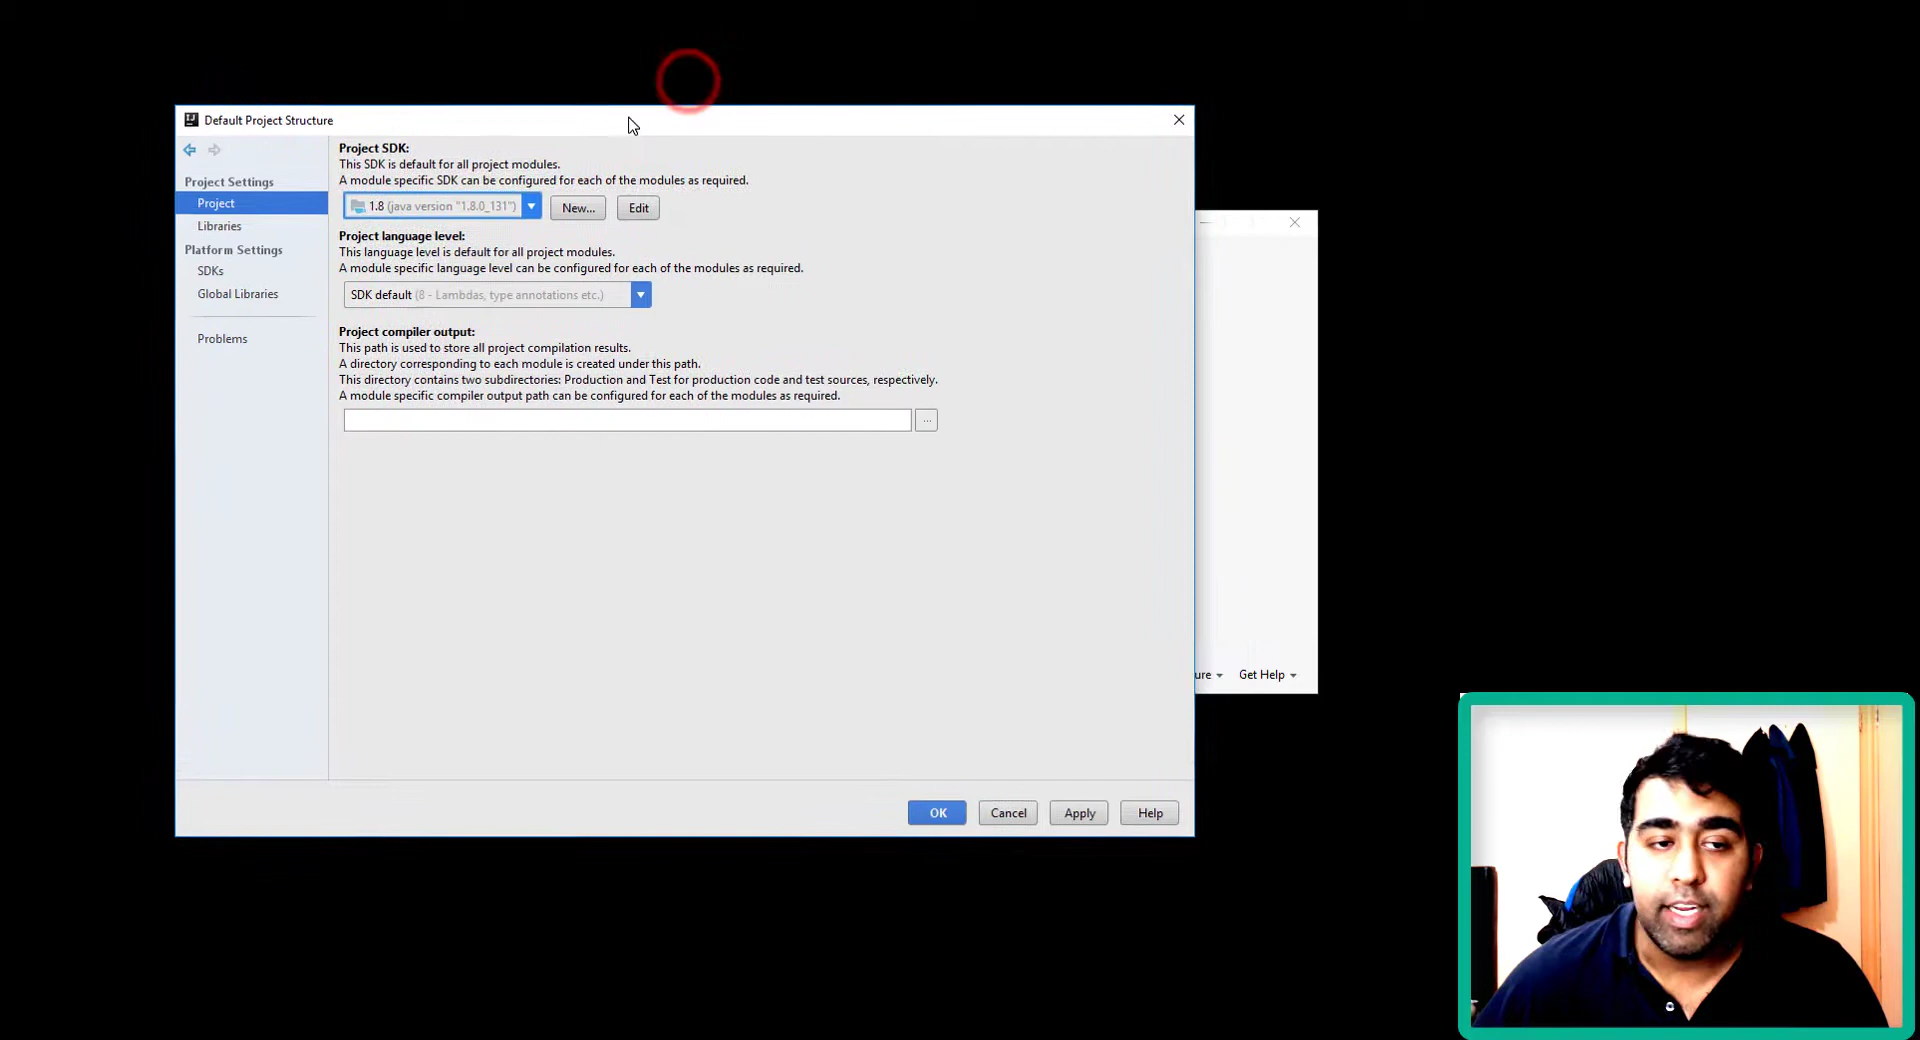 Default Project Structure
Project Settings
Project
Libraries
Platform Settings
SDKs
Global Libraries
Problems
Project SDK:
This SDK is default for all project modules.
A module specific SDK can be configured for each of the modules as required.
1.8 (java version "1.8.0_131")
New...
Edit
Project language level:
This language level is default for all project modules.
A module specific language level can be configured for each of the modules as required.
SDK default (8 - Lambdas, type annotations etc.)
Project compiler output:
This path is used to store all project compilation results.
A directory corresponding to each module is created under this path.
This directory contains two subdirectories: Production and Test for production code and test sources, respectively.
A module specific compiler output path can be configured for each of the modules as required.
...
OK
Cancel
Apply
Help
ure
Get Help